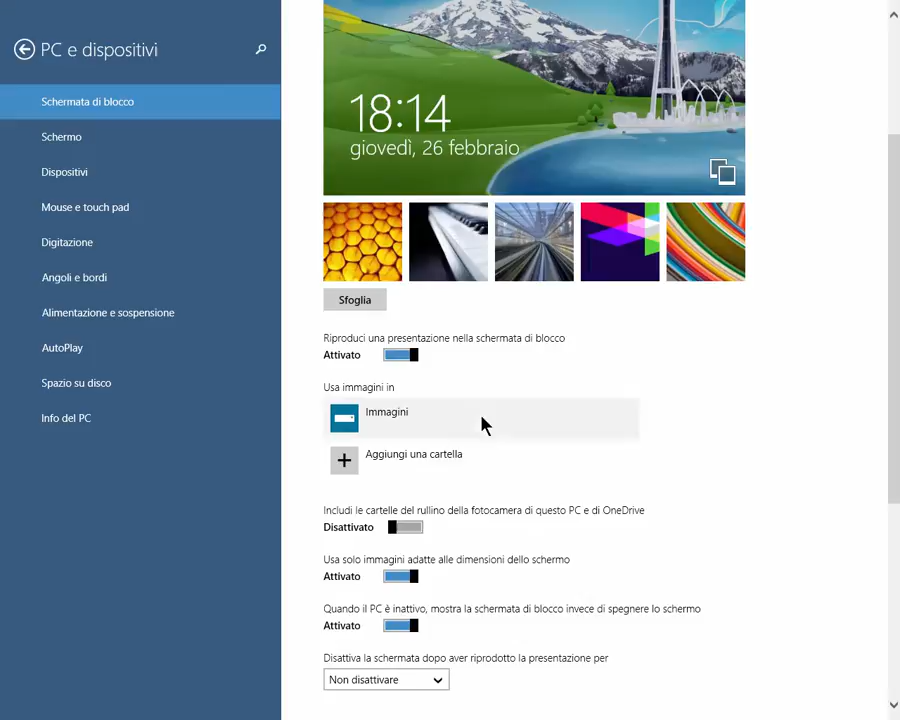 PC e dispositivi
Schermata di blocco
Schermo
Dispositivi
Mouse e touch pad
Digitazione
Angoli e bordi
Alimentazione e sospensione
AutoPlay
Spazio su disco
Info del PC
18:14
giovedì, 26 febbraio
Sfoglia
Riproduci una presentazione nella schermata di blocco
Attivato
Usa immagini in
Immagini
Aggiungi una cartella
Includi le cartelle del rullino della fotocamera di questo PC e di OneDrive
Disattivato
Usa solo immagini adatte alle dimensioni dello schermo
Attivato
Quando il PC è inattivo, mostra la schermata di blocco invece di spegnere lo schermo
Attivato
Disattiva la schermata dopo aver riprodotto la presentazione per
Non disattivare